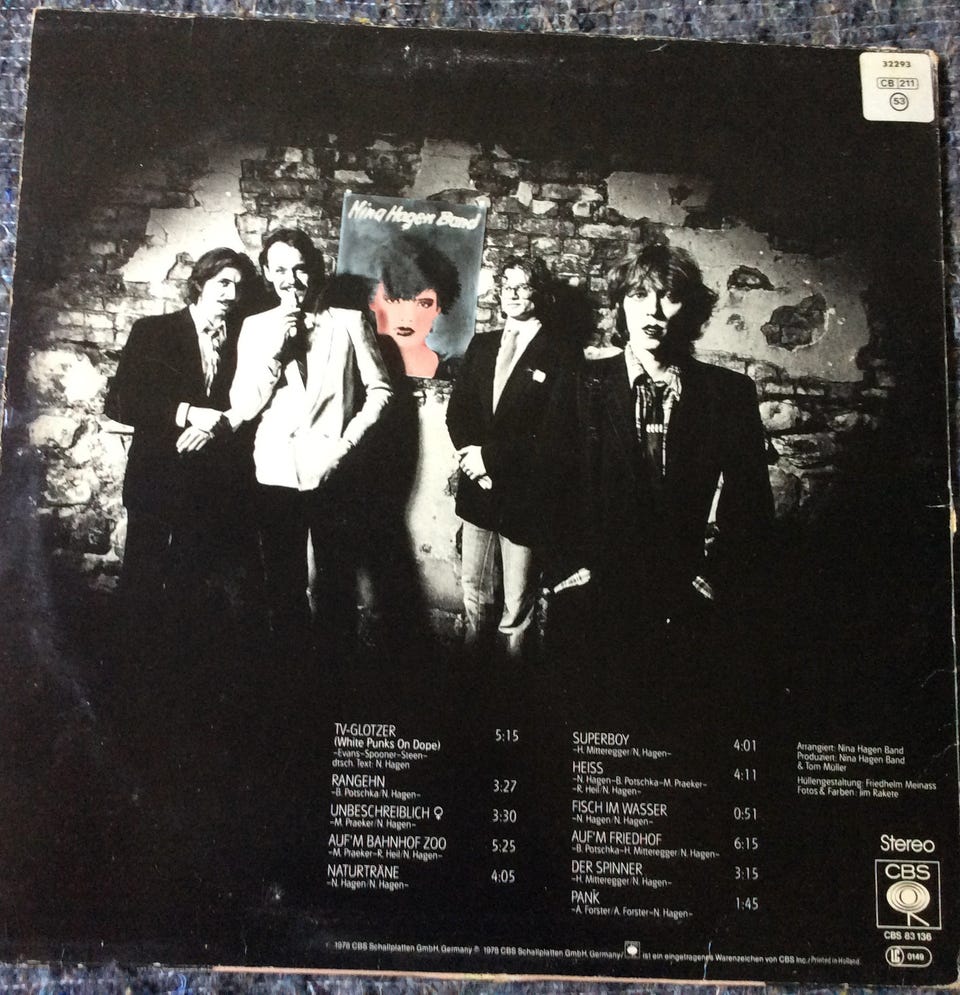 32293
CB 211
53
Nina Hagen Band
TV-GLOTZER 5:15
(White Punks On Dope)
-Evans-Spooner-Steen-
dtsch. Text: N. Hagen
RANGEHN 3:27
-B. Potschka/N. Hagen-
UNBESCHREIBLICH ♀ 3:30
-M. Praeker/N. Hagen-
AUF'M BAHNHOF ZOO 5:25
-M. Praeker-R. Heil/N. Hagen-
NATURTRÄNE 4:05
-N. Hagen/N. Hagen-
SUPERBOY 4:01
-H. Mitteregger/N. Hagen-
HEISS 4:11
-N. Hagen-B. Potschka-M. Praeker-
-R. Heil/N. Hagen-
FISCH IM WASSER 0:51
-N. Hagen/N. Hagen-
AUF'M FRIEDHOF 6:15
-B. Potschka-H. Mitteregger/N. Hagen-
DER SPINNER 3:15
-H. Mitteregger/N. Hagen-
PANK 1:45
-A. Forster/A. Forster-N. Hagen-
Arrangiert: Nina Hagen Band
Produziert: Nina Hagen Band
& Tom Müller
Hüllengestaltung: Friedhelm Meinass
Fotos & Farben: Jim Rakete
Stereo
CBS
CBS 83 136
LC 0149
1978 CBS Schallplatten GmbH, Germany ℗ 1978 CBS Schallplatten GmbH, Germany/ ist ein eingetragenes Warenzeichen von CBS Inc./Printed in Holland